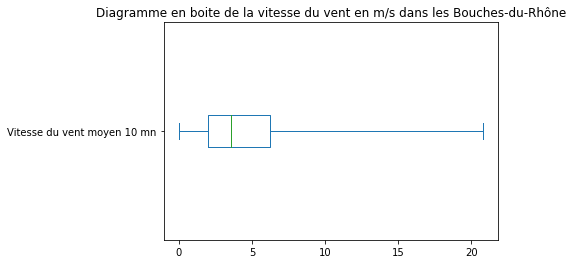 Diagramme en boite de la vitesse du vent en m/s dans les Bouches-du-Rhône
Vitesse du vent moyen 10 mn
0 5 10 15 20